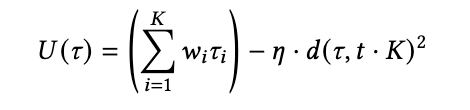 U(τ) = (∑_{i=1}^{K} w_i τ_i) − η · d(τ, t · K)²